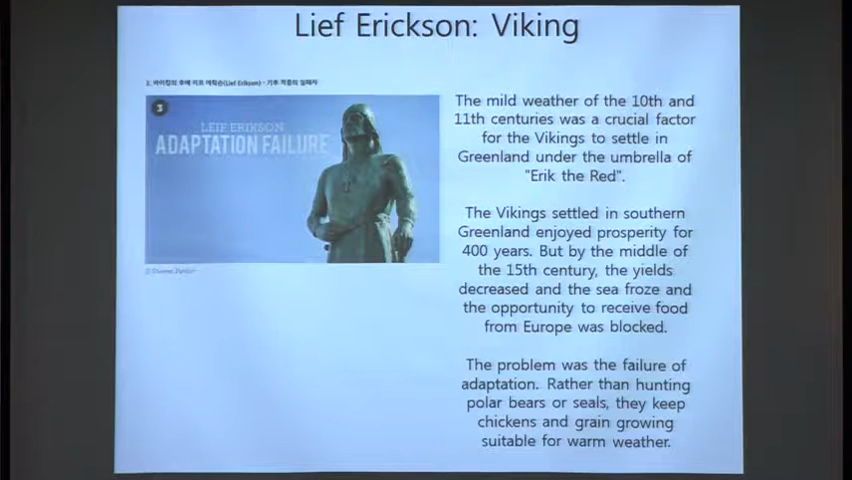 Lief Erickson: Viking
2. 바이킹의 후예 리프 에릭슨(Lief Erikson) - 기후 적응의 실패자
3
LEIF ERIKSON
ADAPTATION FAILURE
The mild weather of the 10th and
11th centuries was a crucial factor
for the Vikings to settle in
Greenland under the umbrella of
"Erik the Red".
The Vikings settled in southern
Greenland enjoyed prosperity for
400 years. But by the middle of
the 15th century, the yields
decreased and the sea froze and
the opportunity to receive food
from Europe was blocked.
The problem was the failure of
adaptation. Rather than hunting
polar bears or seals, they keep
chickens and grain growing
suitable for warm weather.